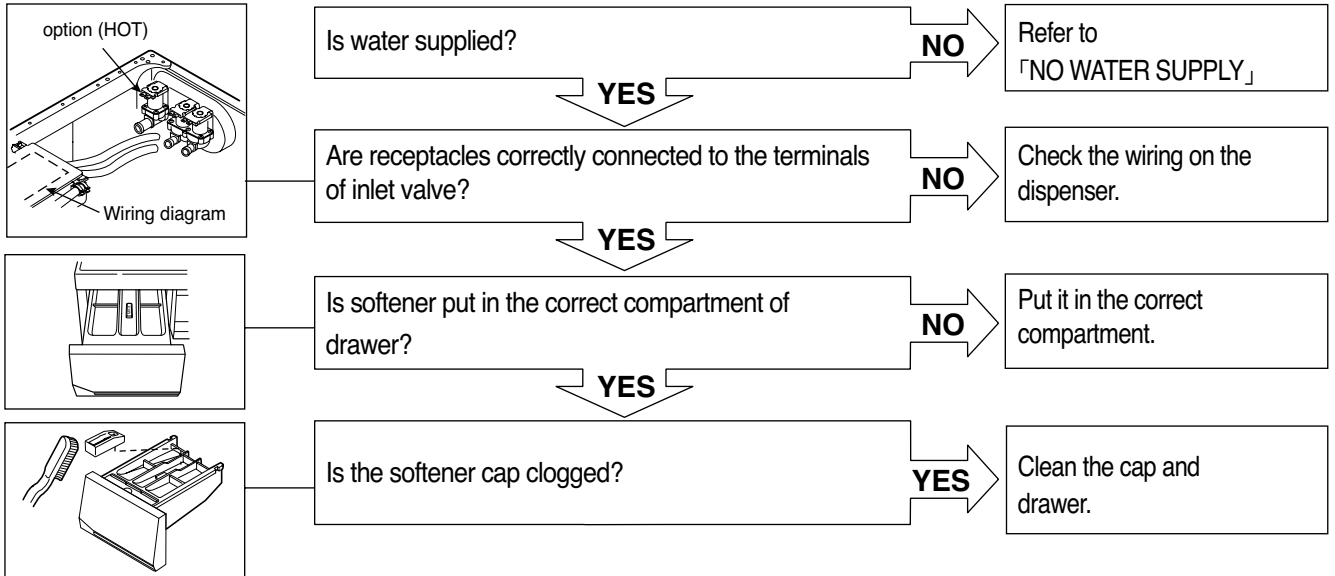 option (HOT)
Wiring diagram
Is water supplied?
NO
Refer to
「NO WATER SUPPLY」
YES
Are receptacles correctly connected to the terminals
of inlet valve?
NO
Check the wiring on the
dispenser.
YES
Is softener put in the correct compartment of
drawer?
NO
Put it in the correct
compartment.
YES
Is the softener cap clogged?
YES
Clean the cap and
drawer.